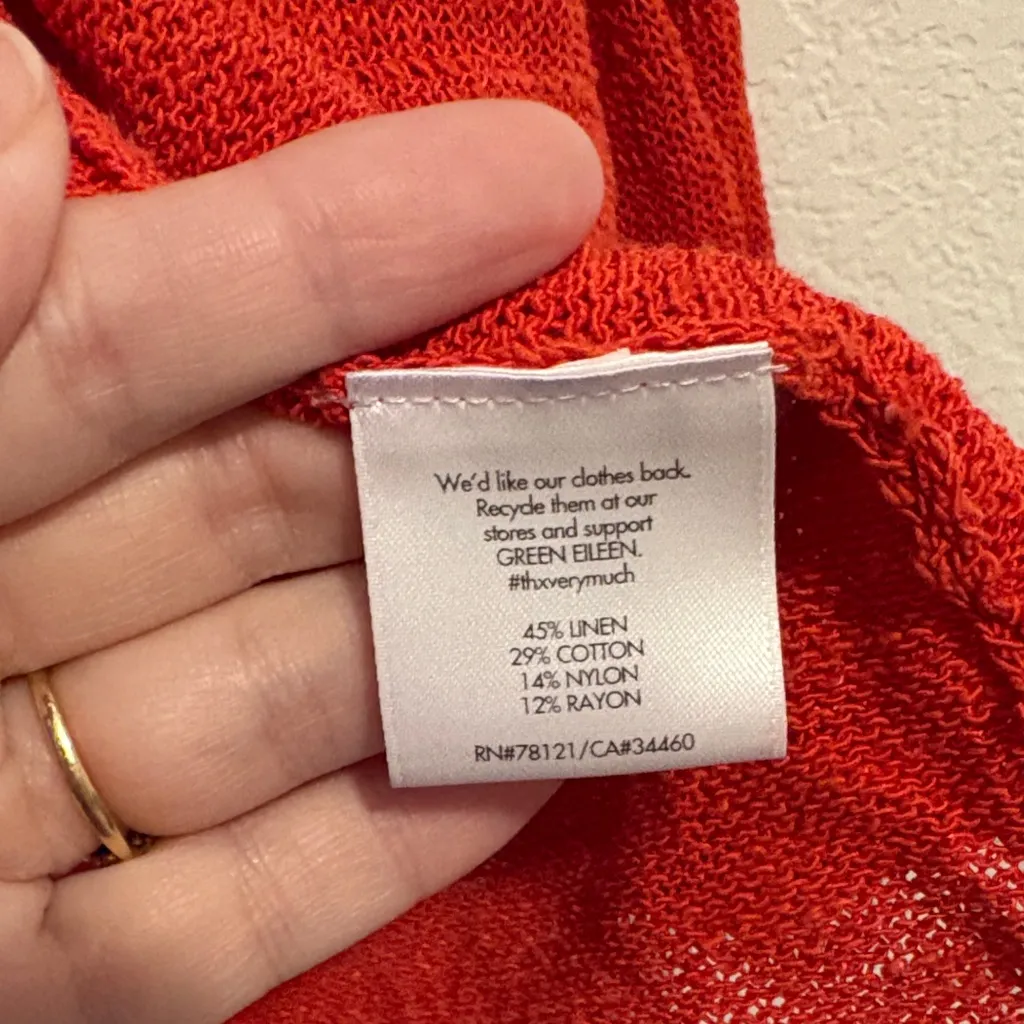 We'd like our clothes back.
Recycle them at our
stores and support
GREEN EILEEN.
#thxverymuch
45% LINEN
29% COTTON
14% NYLON
12% RAYON
RN#78121/CA#34460